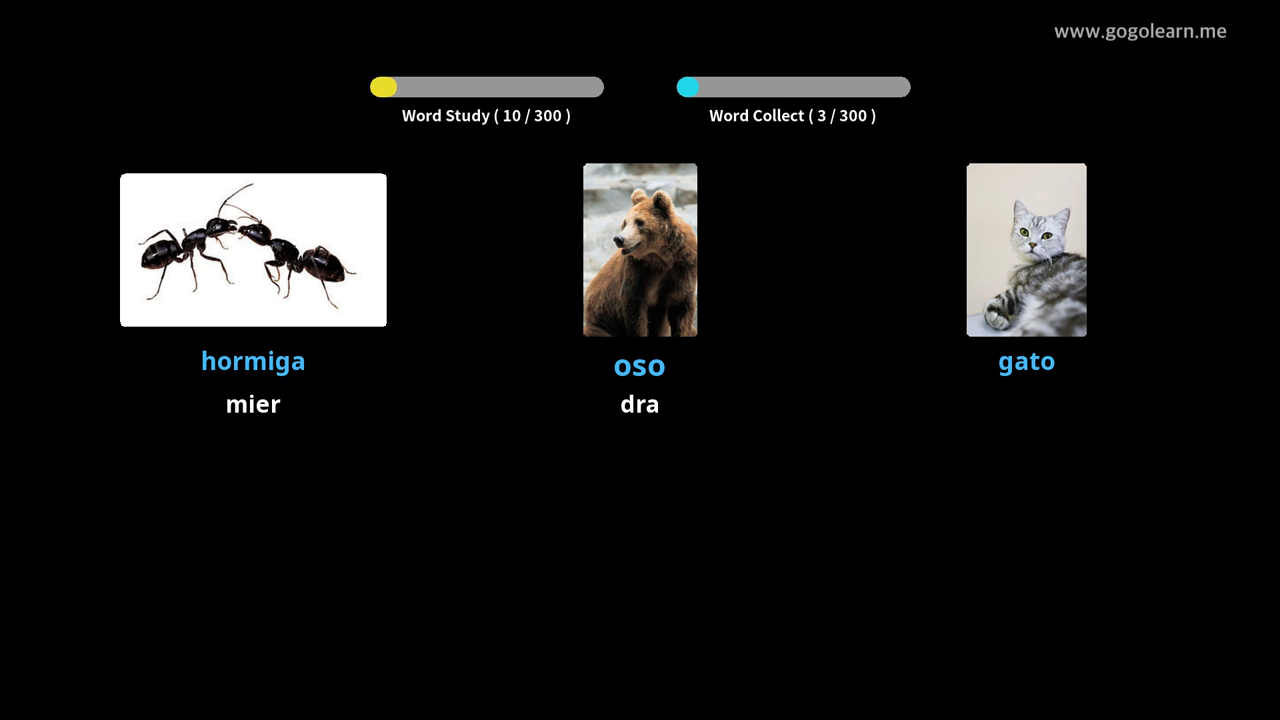 www.gogolearn.me
Word Study ( 10 / 300 )
Word Collect ( 3 / 300 )
hormiga
mier
oso
dra
gato